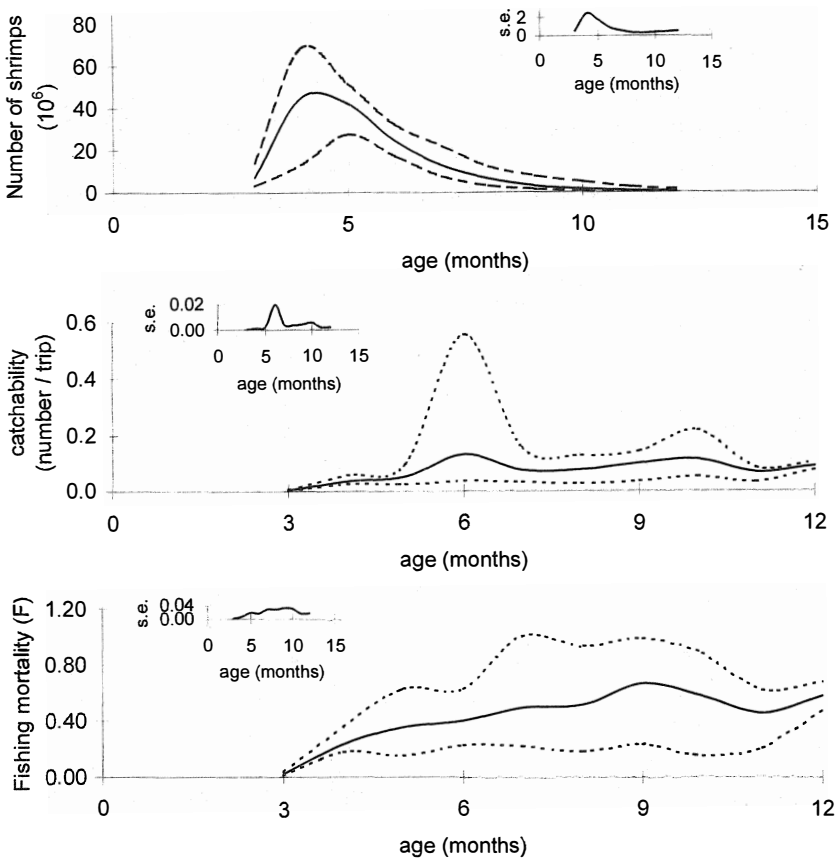 Number of shrimps
(10⁶)
80
60
40
20
0
0 5 10 15
age (months)
s.e.
2
0
0 5 10 15
age (months)
catchability
(number / trip)
0.6
0.4
0.2
0.0
0 3 6 9 12
age (months)
s.e.
0.02
0.00
0 5 10 15
age (months)
Fishing mortality (F)
1.20
0.80
0.40
0.00
0 3 6 9 12
age (months)
s.e.
0.04
0.00
0 5 10 15
age (months)